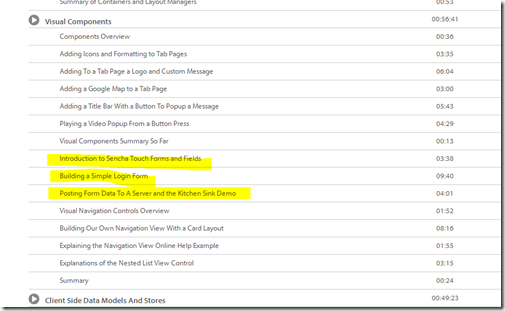 Summary of Containers and Layout Managers 00:53
Visual Components 00:56:41
Components Overview 00:36
Adding Icons and Formatting to Tab Pages 03:35
Adding To a Tab Page a Logo and Custom Message 06:04
Adding a Google Map to a Tab Page 03:00
Adding a Title Bar With a Button To Popup a Message 05:43
Playing a Video Popup From a Button Press 04:29
Visual Components Summary So Far 00:13
Introduction to Sencha Touch Forms and Fields 03:38
Building a Simple Login Form 09:40
Posting Form Data To A Server and the Kitchen Sink Demo 04:01
Visual Navigation Controls Overview 01:52
Building Our Own Navigation View With a Card Layout 08:16
Explaining the Navigation View Online Help Example 01:55
Explanations of the Nested List View Control 03:15
Summary 00:24
Client Side Data Models And Stores 00:49:23